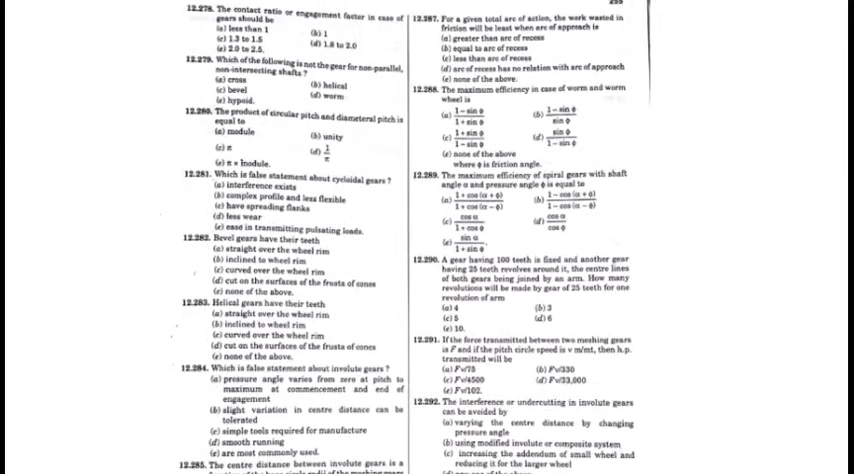 255
12.278. The contact ratio or engagement factor in case of
gears should be
(a) less than 1
(b) 1
(c) 1.3 to 1.5
(d) 1.8 to 2.0
(e) 2.0 to 2.5.
12.279. Which of the following is not the gear for non-parallel,
non-intersecting shafts ?
(a) cross
(b) helical
(c) bevel
(d) worm
(e) hypoid.
12.280. The product of circular pitch and diameteral pitch is
equal to
(a) module
(b) unity
(c) π
(d) 1/π
(e) π × module.
12.281. Which is false statement about cycloidal gears ?
(a) interference exists
(b) complex profile and less flexible
(c) have spreading flanks
(d) less wear
(e) ease in transmitting pulsating loads.
12.282. Bevel gears have their teeth
(a) straight over the wheel rim
(b) inclined to wheel rim
(c) curved over the wheel rim
(d) cut on the surfaces of the frusta of cones
(e) none of the above.
12.283. Helical gears have their teeth
(a) straight over the wheel rim
(b) inclined to wheel rim
(c) curved over the wheel rim
(d) cut on the surfaces of the frusta of cones
(e) none of the above.
12.284. Which is false statement about involute gears ?
(a) pressure angle varies from zero at pitch to
maximum at commencement and end of
engagement
(b) slight variation in centre distance can be
tolerated
(c) simple tools required for manufacture
(d) smooth running
(e) are most commonly used.
12.285. The centre distance between involute gears is a
12.287. For a given total arc of action, the work wasted in
friction will be least when arc of approach is
(a) greater than arc of recess
(b) equal to arc of recess
(c) less than arc of recess
(d) arc of recess has no relation with arc of approach
(e) none of the above.
12.288. The maximum efficiency in case of worm and worm
wheel is
(a) (1 − sin ϕ)/(1 + sin ϕ)
(b) (1 − sin ϕ)/(sin ϕ)
(c) (1 + sin ϕ)/(1 − sin ϕ)
(d) (sin ϕ)/(1 − sin ϕ)
(e) none of the above
where ϕ is friction angle.
12.289. The maximum efficiency of spiral gears with shaft
angle α and pressure angle ϕ is equal to
(a) (1 + cos (α + ϕ))/(1 + cos (α − ϕ))
(b) (1 − cos (α + ϕ))/(1 − cos (α − ϕ))
(c) (cos α)/(1 + cos ϕ)
(d) (cos α)/(cos ϕ)
(e) (sin α)/(1 + sin ϕ).
12.290. A gear having 100 teeth is fixed and another gear
having 25 teeth revolves around it, the centre lines
of both gears being joined by an arm. How many
revolutions will be made by gear of 25 teeth for one
revolution of arm
(a) 4
(b) 3
(c) 5
(d) 6
(e) 10.
12.291. If the force transmitted between two meshing gears
is F and if the pitch circle speed is v m/mt, then h.p.
transmitted will be
(a) Fv/75
(b) Fv/330
(c) Fv/4500
(d) Fv/33,000
(e) Fv/102.
12.292. The interference or undercutting in involute gears
can be avoided by
(a) varying the centre distance by changing
pressure angle
(b) using modified involute or composite system
(c) increasing the addendum of small wheel and
reducing it for the larger wheel